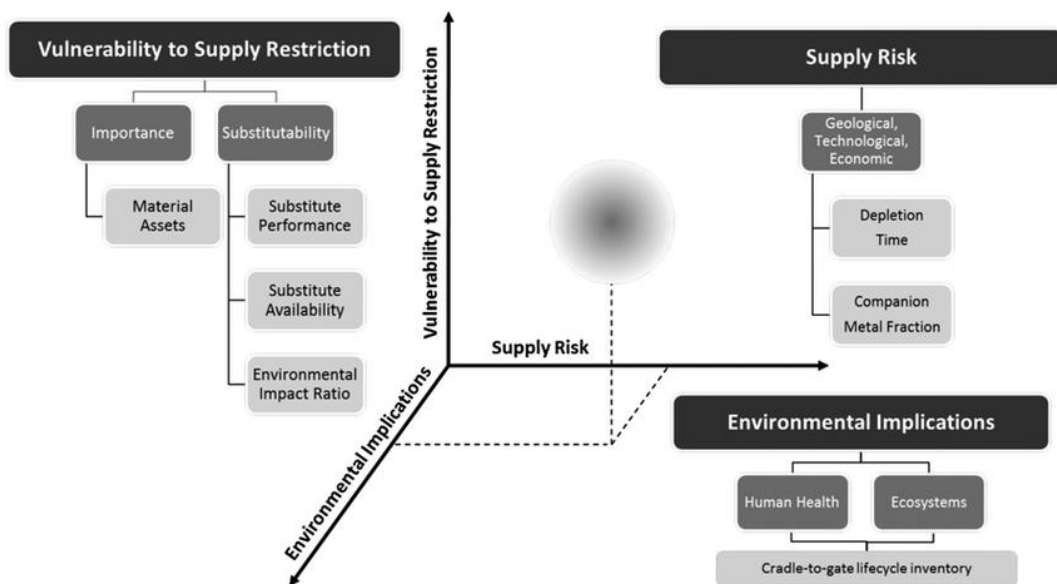 Vulnerability to Supply Restriction
Importance
Substitutability
Material
Assets
Substitute
Performance
Substitute
Availability
Environmental
Impact Ratio
Vulnerability to Supply Restriction
Supply Risk
Environmental Implications
Supply Risk
Geological,
Technological,
Economic
Depletion
Time
Companion
Metal Fraction
Environmental Implications
Human Health
Ecosystems
Cradle-to-gate lifecycle inventory